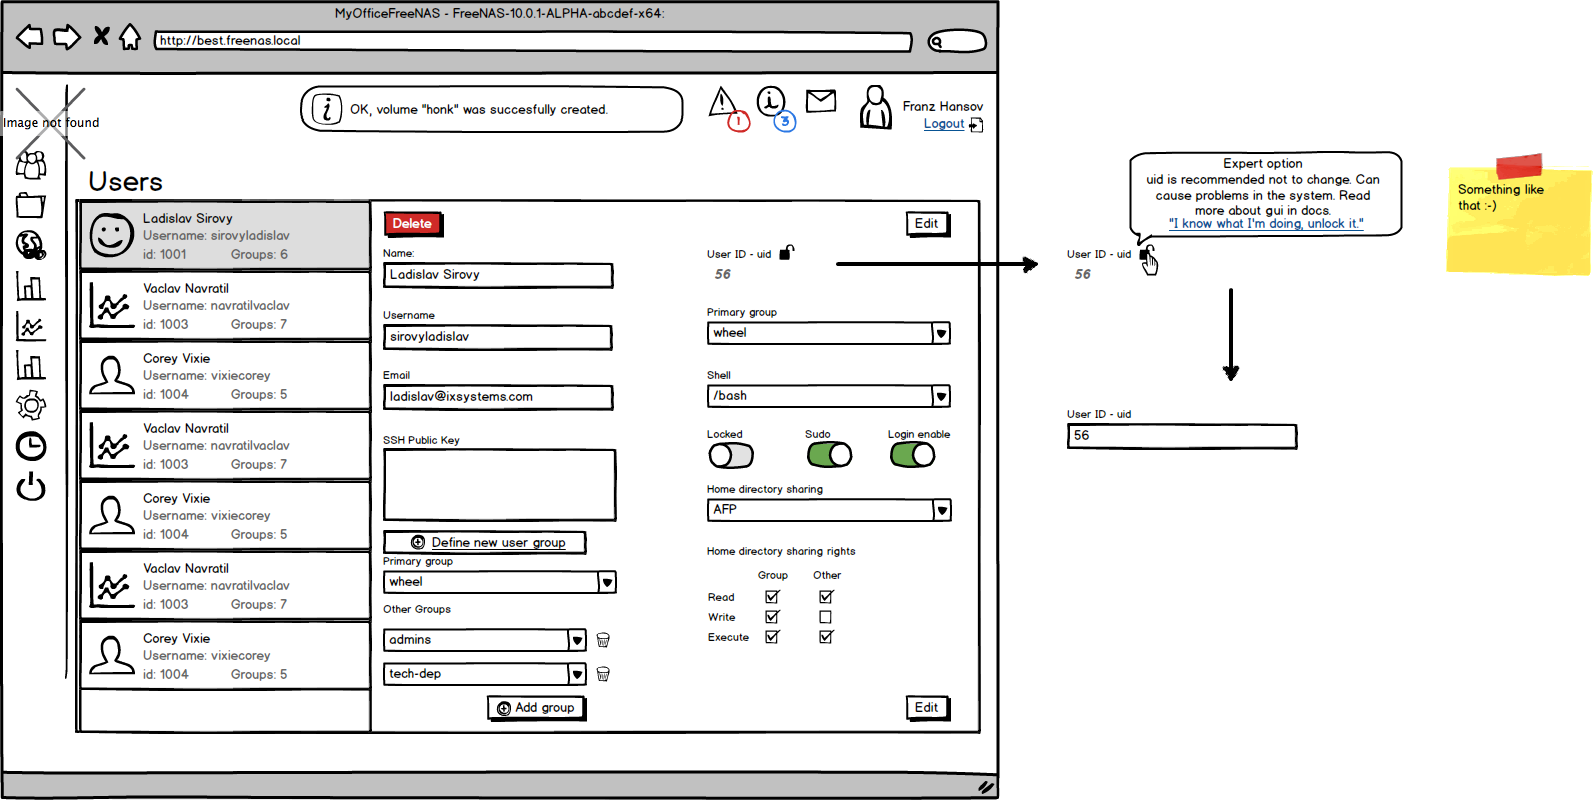 MyOfficeFreeNAS - FreeNAS-10.0.1-ALPHA-abcdef-x64:
http://best.freenas.local
OK, volume "honk" was succesfully created.
1
3
Franz Hansov
Logout
Image not found
Users
Ladislav Sirovy
Username: sirovyladislav
id: 1001 Groups: 6
Vaclav Navratil
Username: navratilvaclav
id: 1003 Groups: 7
Corey Vixie
Username: vixiecorey
id: 1004 Groups: 5
Vaclav Navratil
Username: navratilvaclav
id: 1003 Groups: 7
Corey Vixie
Username: vixiecorey
id: 1004 Groups: 5
Vaclav Navratil
Username: navratilvaclav
id: 1003 Groups: 7
Corey Vixie
Username: vixiecorey
id: 1004 Groups: 5
Delete
Edit
Name:
Ladislav Sirovy
Username
sirovyladislav
Email
ladislav@ixsystems.com
SSH Public Key
Define new user group
Primary group
wheel
Other Groups
admins
tech-dep
Add group
User ID - uid
56
Primary group
wheel
Shell
/bash
Locked Sudo Login enable
Home directory sharing
AFP
Home directory sharing rights
Group Other
Read
Write
Execute
Edit
Expert option
uid is recommended not to change. Can
cause problems in the system. Read
more about gui in docs.
"I know what I'm doing, unlock it."
User ID - uid
56
User ID - uid
56
Something like
that :-)